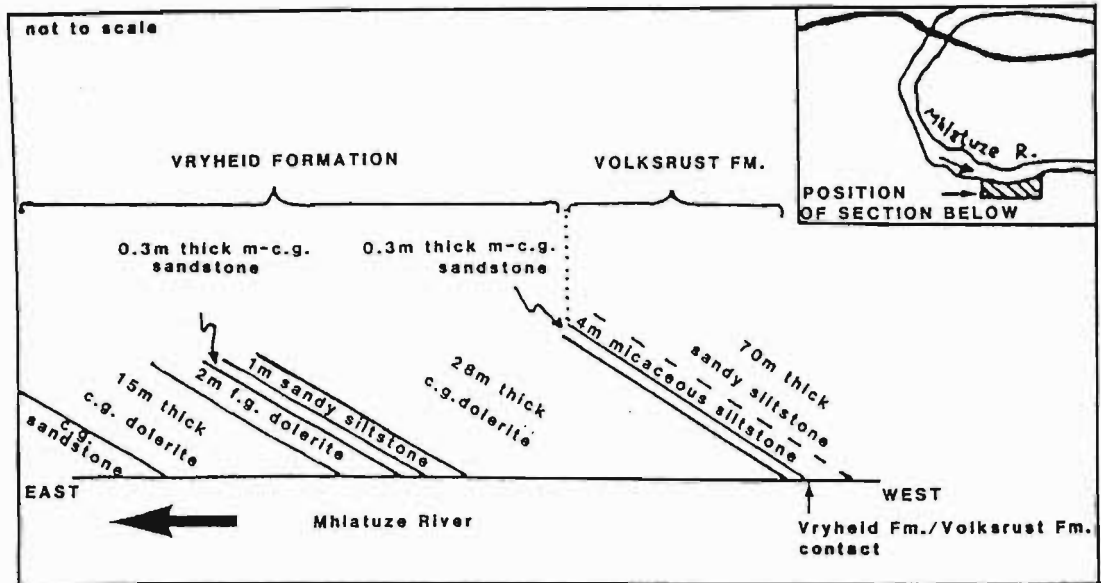 not to scale
Mhlatuze R.
POSITION
OF SECTION BELOW
VRYHEID FORMATION
VOLKSRUST FM.
0.3m thick m-c.g.
sandstone
0.3m thick m-c.g.
sandstone
c.g.
sandstone
15m thick
c.g. dolerite
2m f.g. dolerite
1m sandy siltstone
28m thick
c.g.dolerite
4m micaceous siltstone
70m thick
sandy siltstone
EAST
WEST
Mhlatuze River
Vryheid Fm./Volksrust Fm.
contact